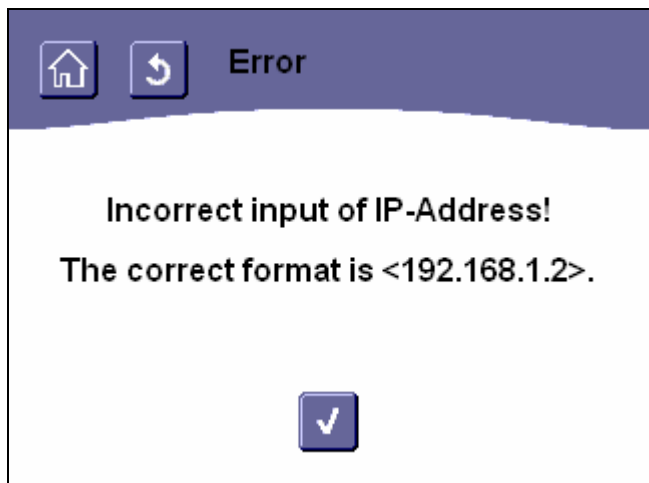 Error
Incorrect input of IP-Address!
The correct format is <192.168.1.2>.